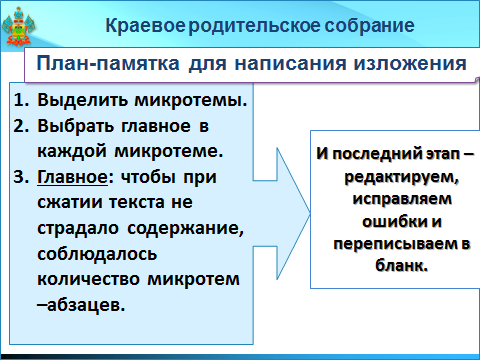 Краевое родительское собрание
План-памятка для написания изложения
1. Выделить микротемы.
2. Выбрать главное в
каждой микротеме.
3. Главное: чтобы при
сжатии текста не
страдало содержание,
соблюдалось
количество микротем
–абзацев.
И последний этап –
редактируем,
исправляем
ошибки и
переписываем в
бланк.